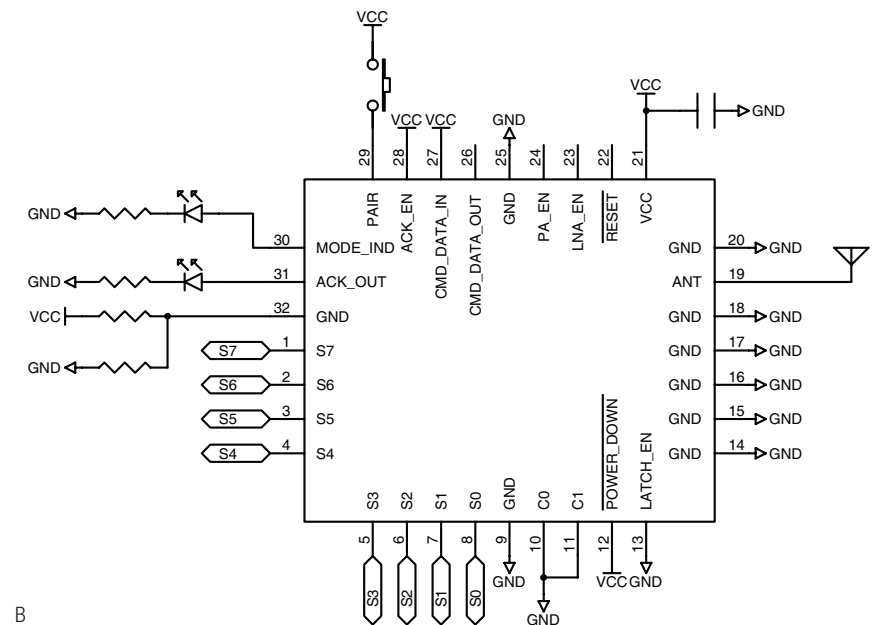 VCC
VCC
VCC VCC
GND
GND
29
28
27
26
25
24
23
22
21
PAIR
ACK_EN
CMD_DATA_IN
CMD_DATA_OUT
GND
PA_EN
LNA_EN
RESET
VCC
GND
30
MODE_IND
GND
20
GND
GND
31
ACK_OUT
ANT
19
VCC
32
GND
GND
18
GND
GND
S7
1
S7
GND
17
GND
S6
2
S6
GND
16
GND
S5
3
S5
GND
15
GND
S4
4
S4
GND
14
GND
S3
S2
S1
S0
GND
C0
C1
POWER_DOWN
LATCH_EN
5
6
7
8
9
10
11
12
13
S3
S2
S1
S0
GND
GND
VCC
GND
B